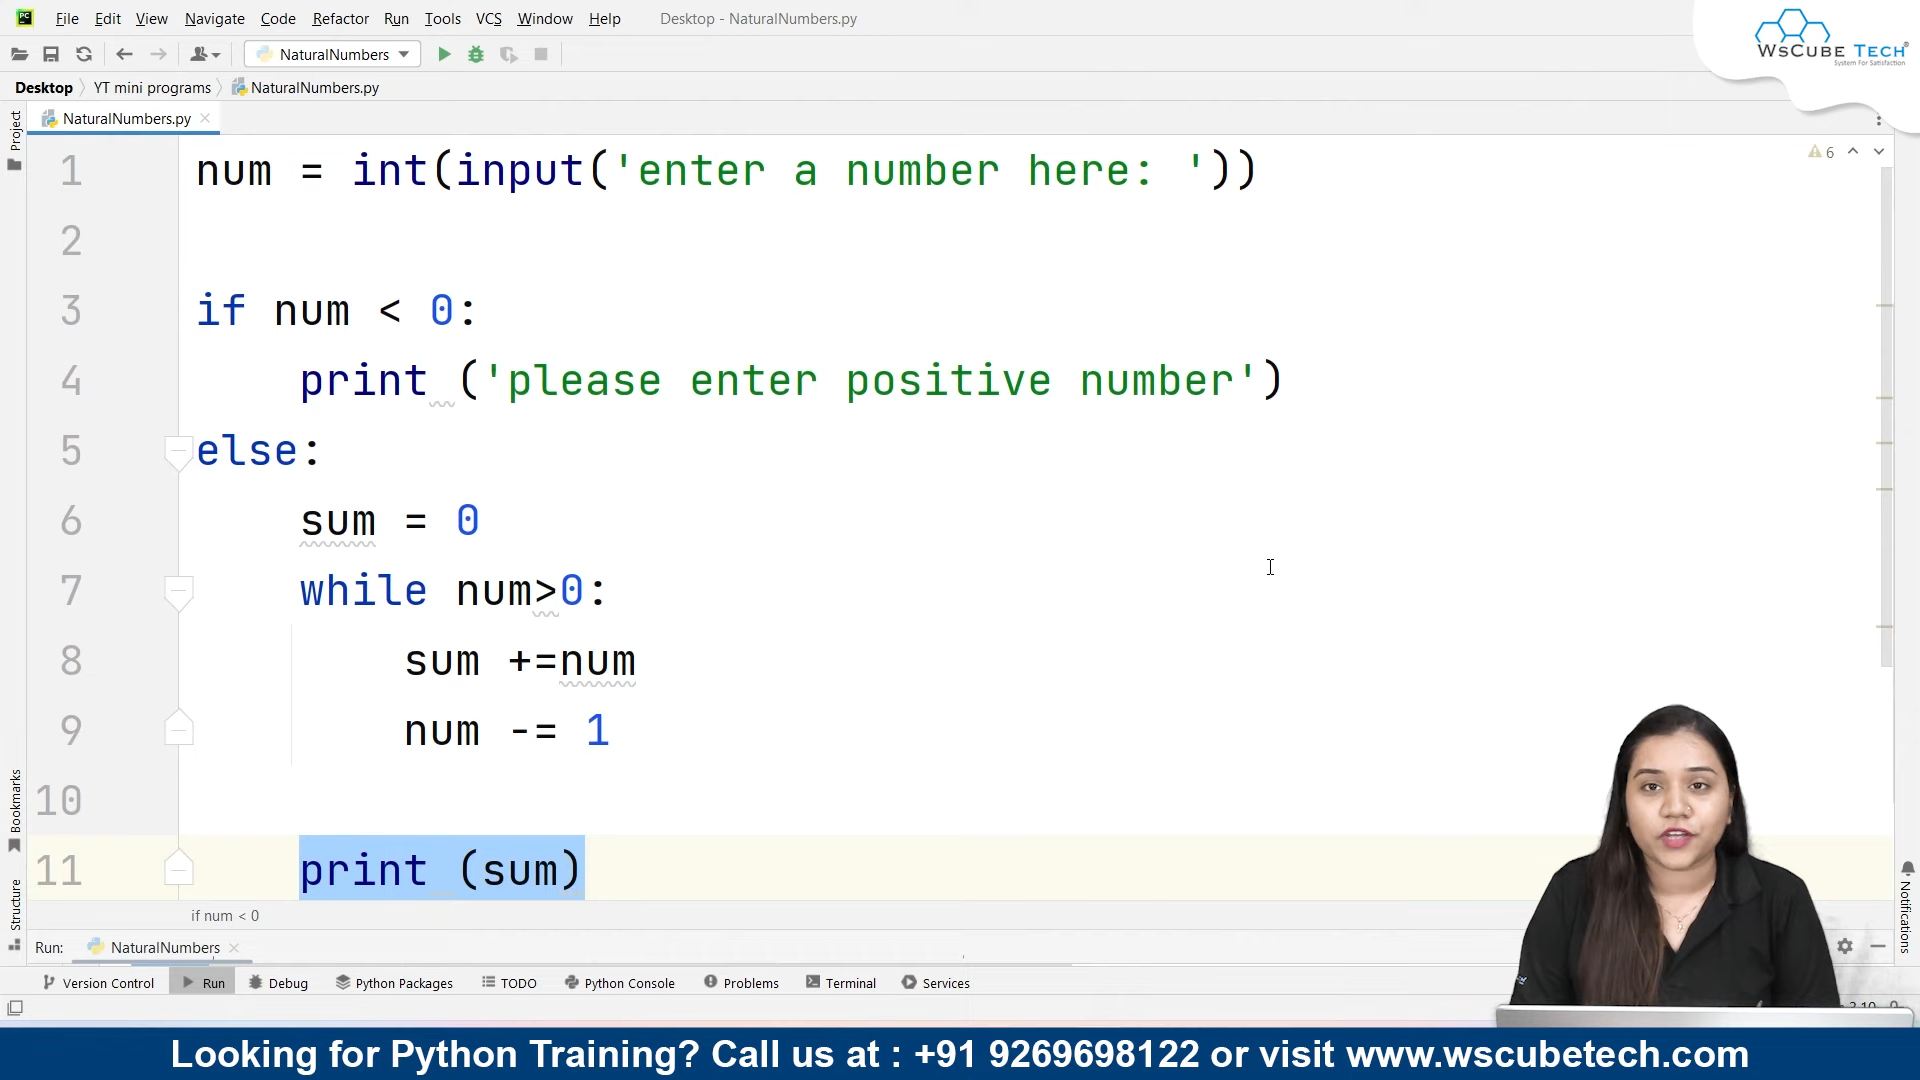 File Edit View Navigate Code Refactor Run Tools VCS Window Help Desktop - NaturalNumbers.py
WsCube Tech®
System For Satisfaction
NaturalNumbers
Desktop YT mini programs NaturalNumbers.py
Project
NaturalNumbers.py
6
1 num = int(input('enter a number here: '))
2
3 if num < 0:
4 print ('please enter positive number')
5 else:
6 sum = 0
7 while num>0:
8 sum +=num
9 num -= 1
10
11 print (sum)
Bookmarks
Structure
Notifications
if num < 0
Run: NaturalNumbers
Version Control Run Debug Python Packages TODO Python Console Problems Terminal Services
Looking for Python Training? Call us at : +91 9269698122 or visit www.wscubetech.com